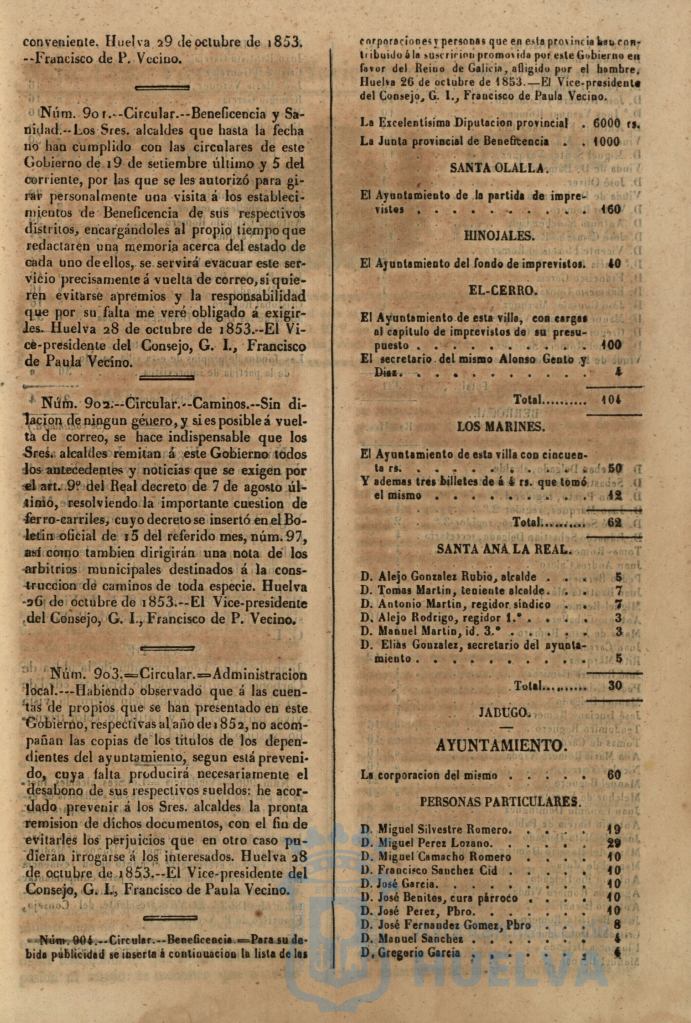 conveniente. Huelva 29 de octubre de 1853.
--Francisco de P. Vecino.
Núm. 901.--Circular.--Beneficencia y Sa-
nidad.--Los Sres. alcaldes que hasta la fecha
no han cumplido con las circulares de este
Gobierno de 19 de setiembre último y 5 del
corriente, por las que se les autorizó para gi-
rar personalmente una visita á los estableci-
mientos de Beneficencia de sus respectivos
distritos, encargándoles al propio tiempo que
redactaren una memoria acerca del estado de
cada uno de ellos, se servirá evacuar este ser-
vicio precisamente á vuelta de correo, si quie-
ren evitarse apremios y la responsabilidad
que por su falta me veré obligado á exigir-
les. Huelva 28 de octubre de 1853.--El Vi-
ce-presidente del Consejo, G. I., Francisco
de Paula Vecino.
Núm. 902.--Circular.--Caminos.--Sin di-
lacion de ningun género, y si es posible á vuel-
ta de correo, se hace indispensable que los
Sres. alcaldes remitan á este Gobierno todos
los antecedentes y noticias que se exigen por
el art. 9º del Real decreto de 7 de agosto úl-
timo, resolviendo la importante cuestion de
ferro-carriles, cuyo decreto se insertó en el Bo-
letin oficial de 15 del referido mes, núm. 97,
así como tambien dirigirán una nota de los
arbitrios municipales destinados á la cons-
truccion de caminos de toda especie. Huelva
26 de octubre de 1853.--El Vice-presidente
del Consejo, G. I., Francisco de P. Vecino.
Núm. 903.=Circular.=Administracion
local.---Habiendo observado que á las cuen-
tas de propios que se han presentado en este
Gobierno, respectivas al año de 1852, no acom-
pañan las copias de los titulos de los depen-
dientes del ayuntamiento, segun está preveni-
do, cuya falta producirá necesariamente el
desabono de sus respectivos sueldos: he acor-
dado prevenir á los Sres. alcaldes la pronta
remision de dichos documentos, con el fin de
evitarles los perjuicios que en otro caso pu-
dieran irrogarse á los interesados. Huelva 28
de octubre de 1853.--El Vice-presidente del
Consejo, G. I., Francisco de Paula Vecino.
Núm. 904.--Circular.--Beneficencia.=Para su de-
bida publicidad se inserta á continuacion la lista de las
corporaciones y personas que en esta provincia han con-
tribuido á la suscricion promovida por este Gobierno en
favor del Reino de Galicia, afligido por el hambre.
Huelva 26 de octubre de 1853.--El Vice-presidente
del Consejo, G. I., Francisco de Paula Vecino.
La Excelentísima Diputacion provincial . 6000 rs.
La Junta provincial de Beneficencia . . 1000
SANTA OLALLA.
El Ayuntamiento de la partida de impre-
vistos . . . . . . . . . . 160
HINOJALES.
El Ayuntamiento del fondo de imprevistos. 40
EL-CERRO.
El Ayuntamiento de esta villa, con cargas
al capitulo de imprevistos de su presu-
puesto . . . . . . . . . 100
El secretario del mismo Alonso Gento y
Diaz. . . . . . . . . . 4
Total.......... 104
LOS MARINES.
El Ayuntamiento de esta villa con cincuen-
ta rs. . . . . . . . . . 50
Y ademas tres billetes de á 4 rs. que tomó
el mismo . . . . . . . . 12
Total.......... 62
SANTA ANA LA REAL.
D. Alejo Gonzalez Rubio, alcalde . . . 5
D. Tomas Martin, teniente alcalde. . . 7
D. Antonio Martin, regidor sindico . . 7
D. Alejo Rodrigo, regidor 1.º . . . . 3
D. Manuel Martin, id. 3.º . . . . . 3
D. Elias Gonzalez, secretario del ayunta-
miento . . . . . . . . . 5
Total.......... 30
JABUGO.
AYUNTAMIENTO.
La corporacion del mismo . . . . . 60
PERSONAS PARTICULARES.
D. Miguel Silvestre Romero. . . . . 19
D. Miguel Perez Lozano. . . . . . 29
D. Miguel Camacho Romero . . . . 10
D. Francisco Sanchez Cid . . . . . 10
D. José Garcia. . . . . . . . . 10
D. José Benites, cura párroco . . . . 10
D. José Perez, Pbro. . . . . . . 10
D. José Fernandez Gomez, Pbro . . . 8
D. Manuel Sanchez . . . . . . . 4
D. Gregorio Garcia . . . . . . . 4
HUELVA